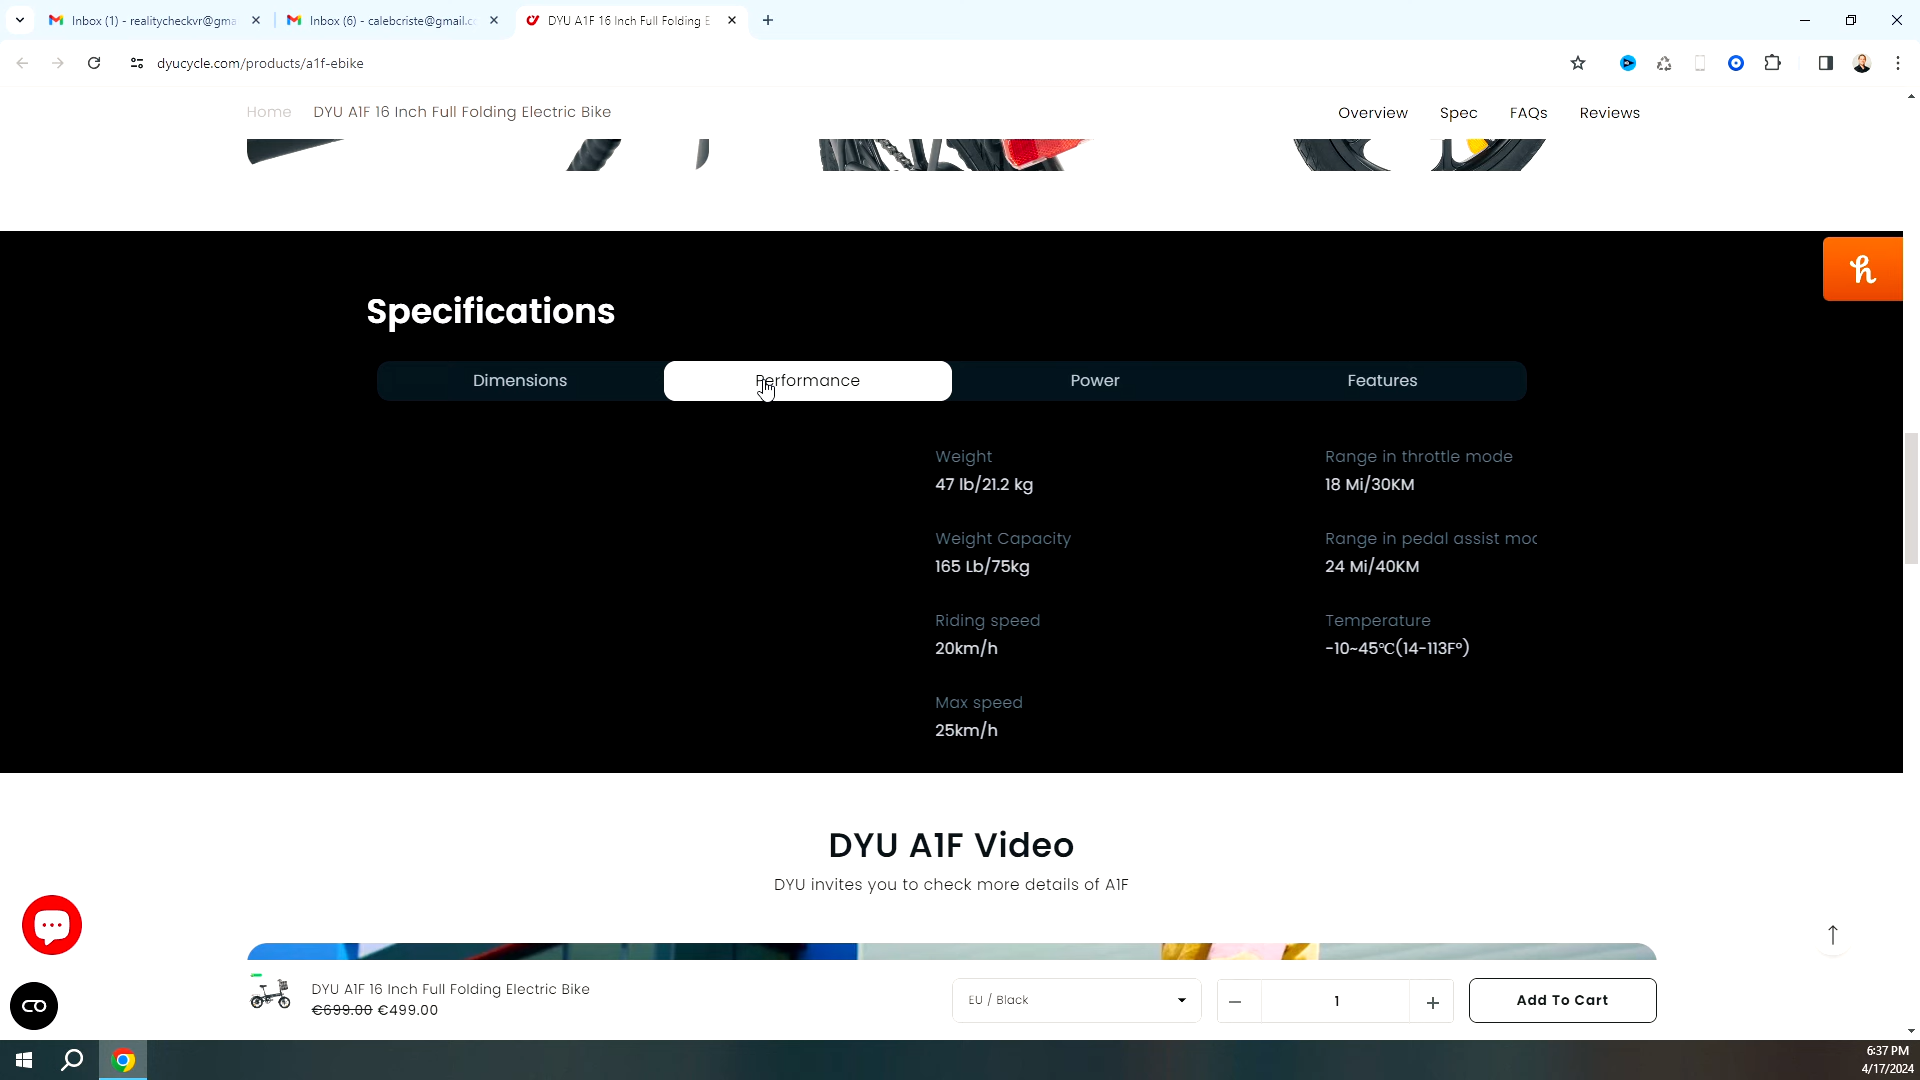 Inbox (1) - realitycheckvr@gma
Inbox (6) - calebcriste@gmail.c
DYU A1F 16 Inch Full Folding E
dyucycle.com/products/a1f-ebike
Home DYU A1F 16 Inch Full Folding Electric Bike
Overview Spec FAQs Reviews
Specifications
Dimensions Performance Power Features
Weight
47 lb/21.2 kg
Range in throttle mode
18 Mi/30KM
Weight Capacity
165 Lb/75kg
Range in pedal assist moc
24 Mi/40KM
Riding speed
20km/h
Temperature
-10~45℃(14-113F°)
Max speed
25km/h
DYU A1F Video
DYU invites you to check more details of A1F
DYU A1F 16 Inch Full Folding Electric Bike
€699.00 €499.00
EU / Black
1
Add To Cart
6:37 PM
4/17/2024